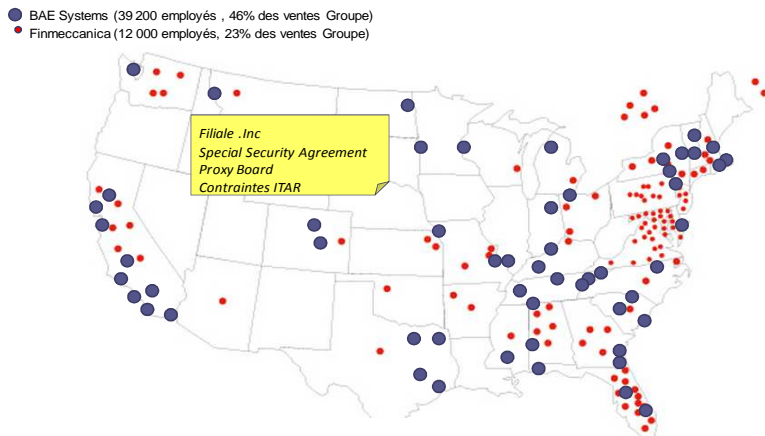 BAE Systems (39 200 employés , 46% des ventes Groupe)
Finmeccanica (12 000 employés, 23% des ventes Groupe)
Filiale .Inc
Special Security Agreement
Proxy Board
Contraintes ITAR